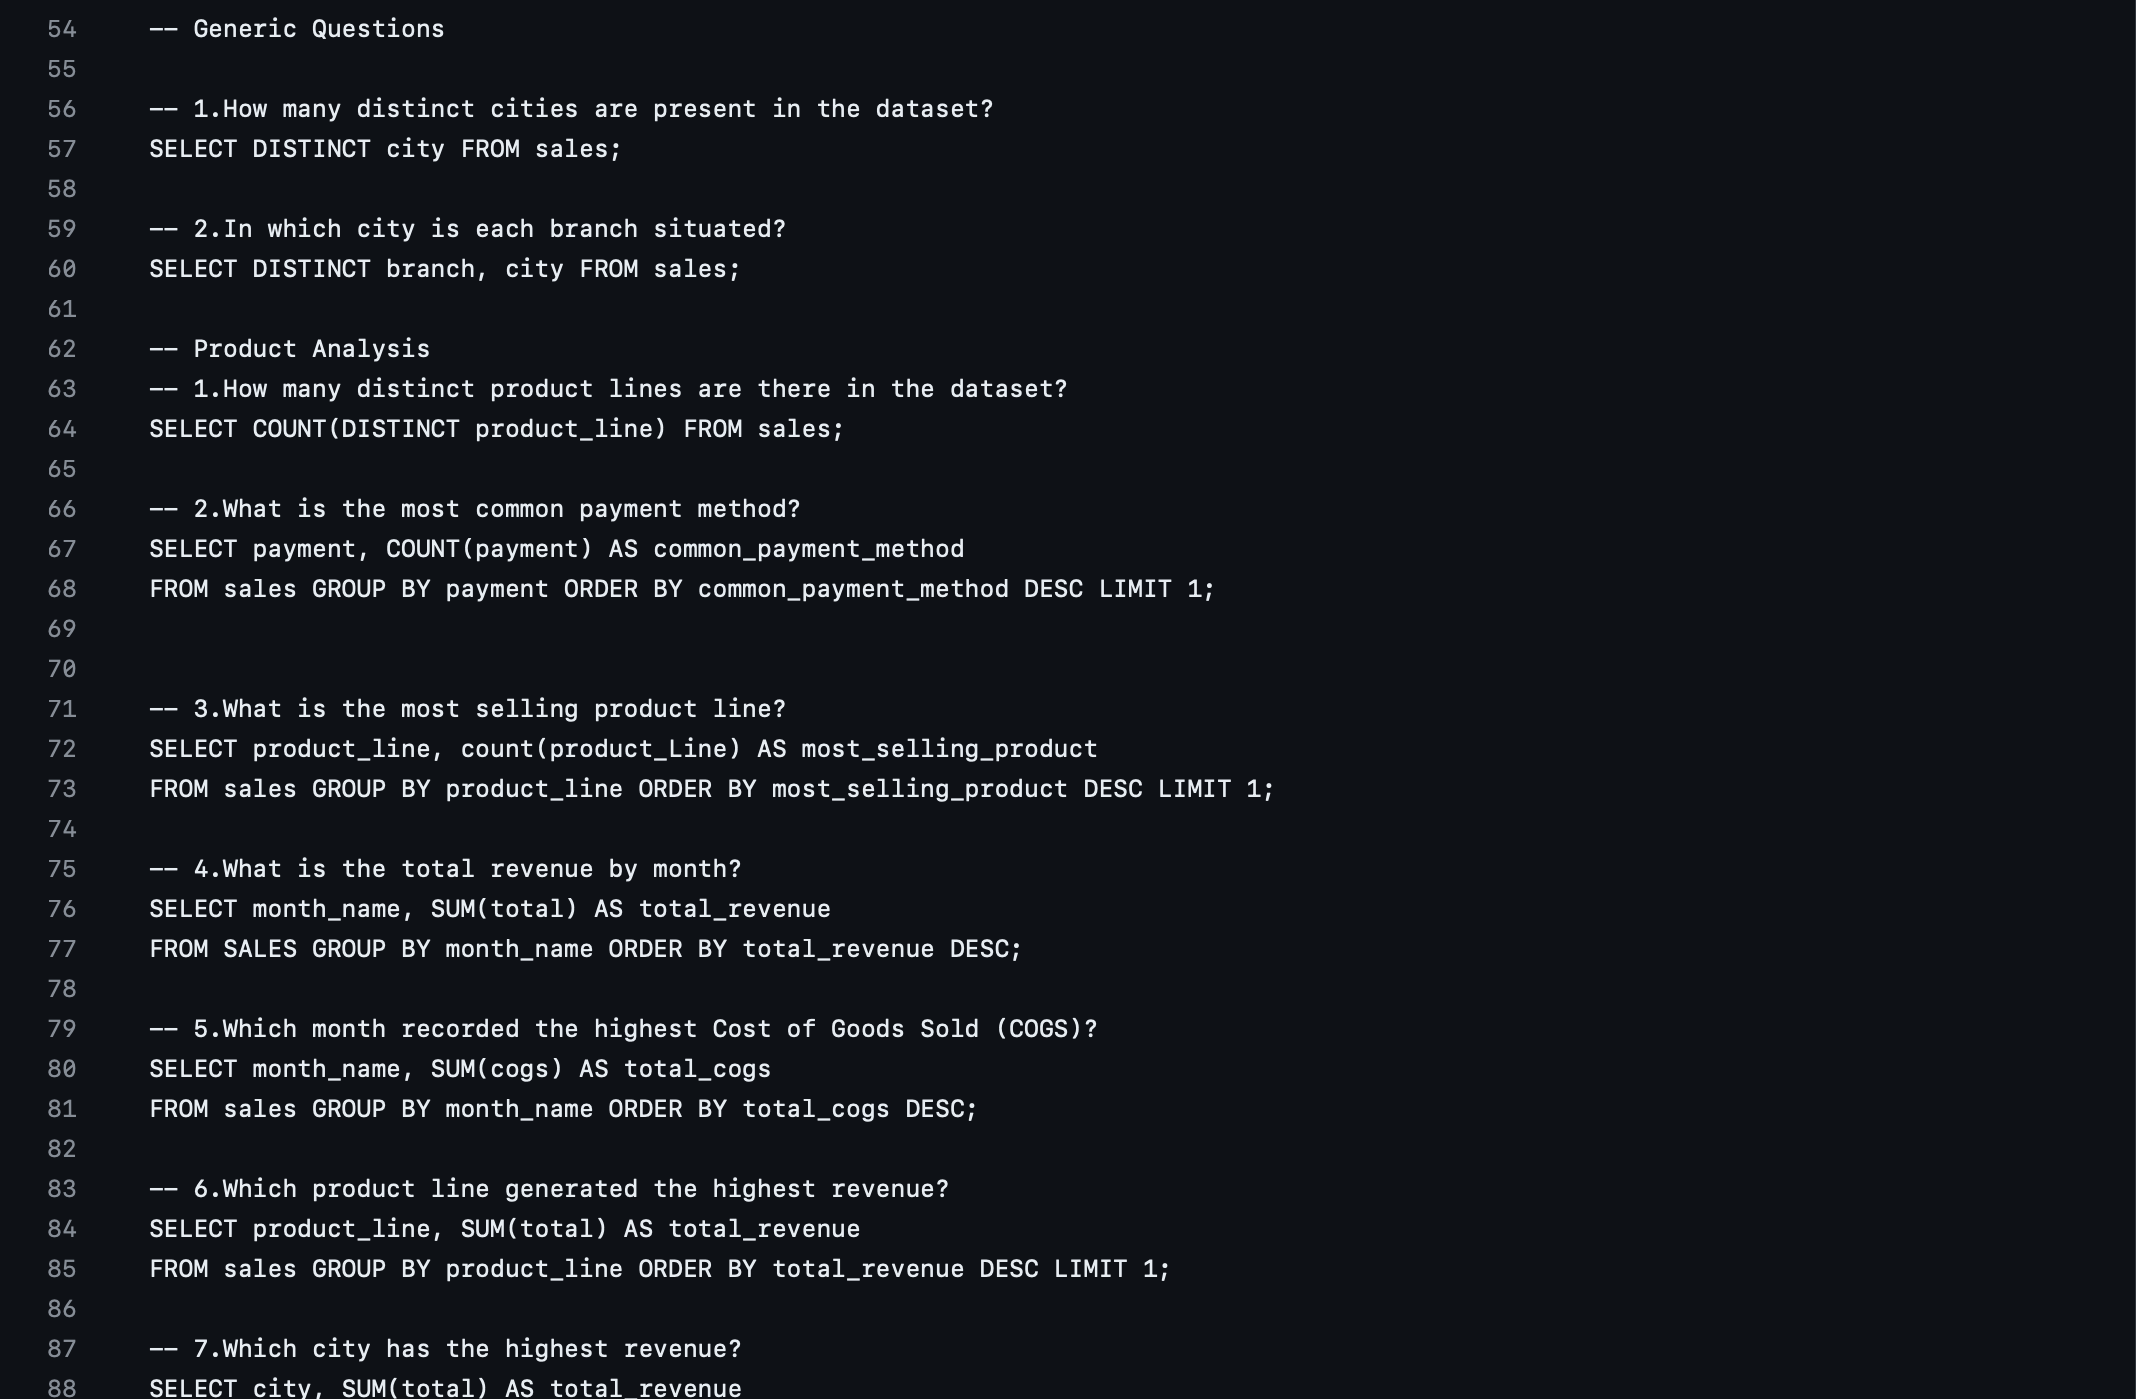 54 -- Generic Questions
55
56 -- 1.How many distinct cities are present in the dataset?
57 SELECT DISTINCT city FROM sales;
58
59 -- 2.In which city is each branch situated?
60 SELECT DISTINCT branch, city FROM sales;
61
62 -- Product Analysis
63 -- 1.How many distinct product lines are there in the dataset?
64 SELECT COUNT(DISTINCT product_line) FROM sales;
65
66 -- 2.What is the most common payment method?
67 SELECT payment, COUNT(payment) AS common_payment_method
68 FROM sales GROUP BY payment ORDER BY common_payment_method DESC LIMIT 1;
69
70
71 -- 3.What is the most selling product line?
72 SELECT product_line, count(product_Line) AS most_selling_product
73 FROM sales GROUP BY product_line ORDER BY most_selling_product DESC LIMIT 1;
74
75 -- 4.What is the total revenue by month?
76 SELECT month_name, SUM(total) AS total_revenue
77 FROM SALES GROUP BY month_name ORDER BY total_revenue DESC;
78
79 -- 5.Which month recorded the highest Cost of Goods Sold (COGS)?
80 SELECT month_name, SUM(cogs) AS total_cogs
81 FROM sales GROUP BY month_name ORDER BY total_cogs DESC;
82
83 -- 6.Which product line generated the highest revenue?
84 SELECT product_line, SUM(total) AS total_revenue
85 FROM sales GROUP BY product_line ORDER BY total_revenue DESC LIMIT 1;
86
87 -- 7.Which city has the highest revenue?
88 SELECT city, SUM(total) AS total_revenue